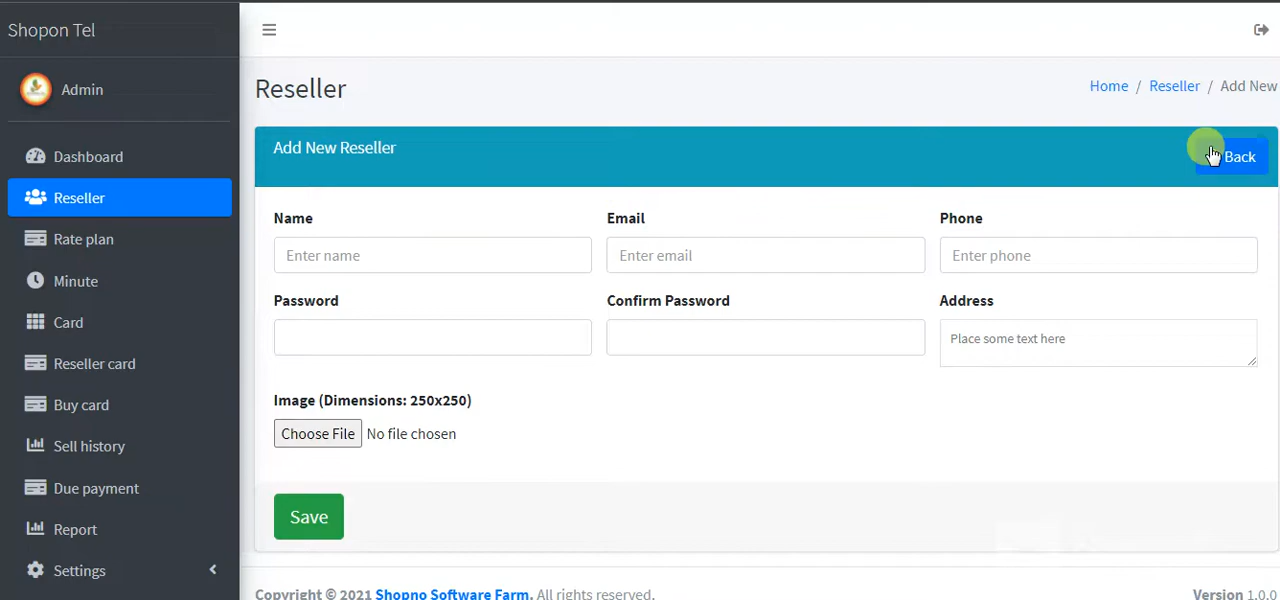 Shopon Tel
Admin
Dashboard
Reseller
Rate plan
Minute
Card
Reseller card
Buy card
Sell history
Due payment
Report
Settings
Reseller
Home / Reseller / Add New
Add New Reseller
Back
Name
Email
Phone
Enter name
Enter email
Enter phone
Password
Confirm Password
Address
Place some text here
Image (Dimensions: 250x250)
Choose File No file chosen
Save
Copyright © 2021 Shopno Software Farm. All rights reserved.
Version 1.0.0